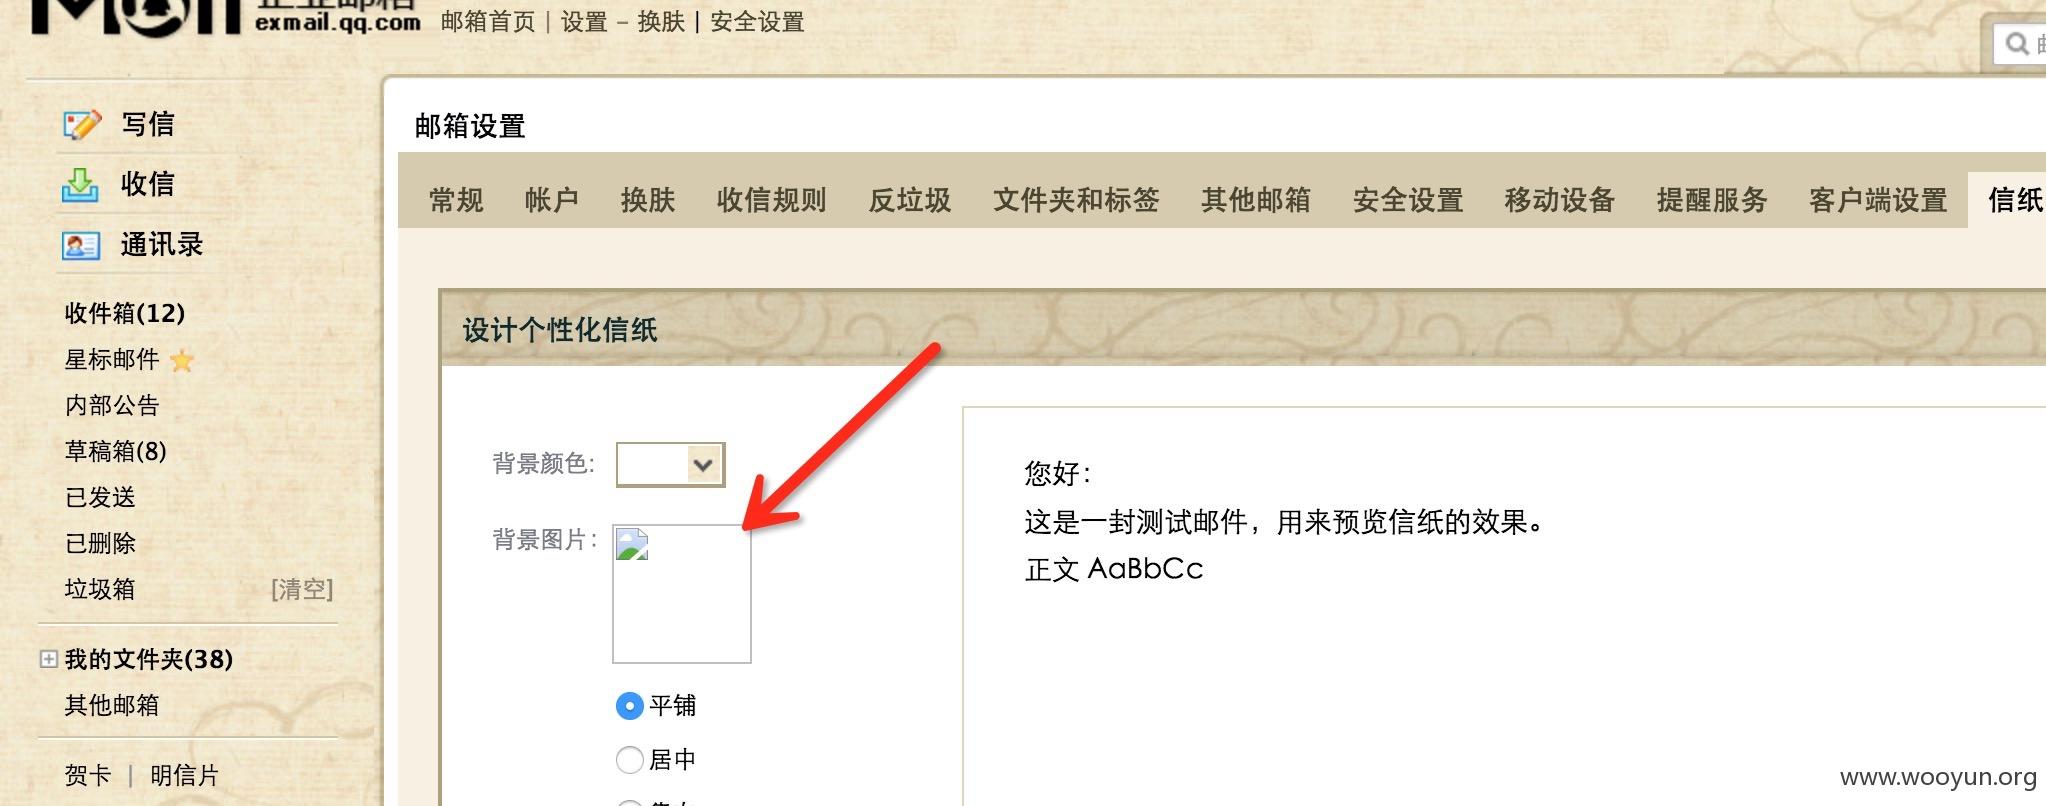 exmail.qq.com
邮箱首页 | 设置 - 换肤 | 安全设置
写信
收信
通讯录
收件箱(12)
星标邮件
内部公告
草稿箱(8)
已发送
已删除
垃圾箱 [清空]
我的文件夹(38)
其他邮箱
贺卡 | 明信片
邮箱设置
常规 帐户 换肤 收信规则 反垃圾 文件夹和标签 其他邮箱 安全设置 移动设备 提醒服务 客户端设置 信纸
设计个性化信纸
背景颜色:
背景图片:
平铺
居中
您好:
这是一封测试邮件，用来预览信纸的效果。
正文 AaBbCc
www.wooyun.org